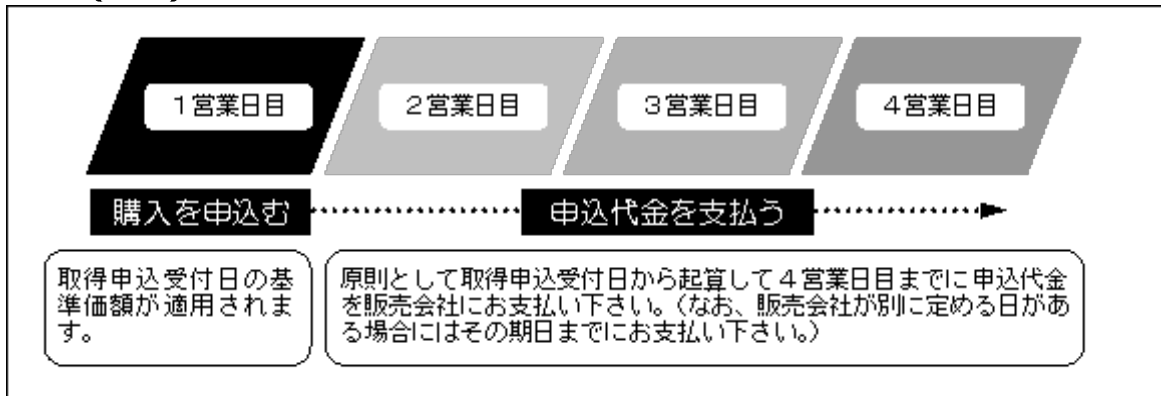 １営業日目
２営業日目
３営業日目
４営業日目
購入を申込む
申込代金を支払う
取得申込受付日の基
準価額が適用されま
す。
原則として取得申込受付日から起算して４営業日目までに申込代金
を販売会社にお支払い下さい。（なお、販売会社が別に定める日があ
る場合にはその期日までにお支払い下さい。）